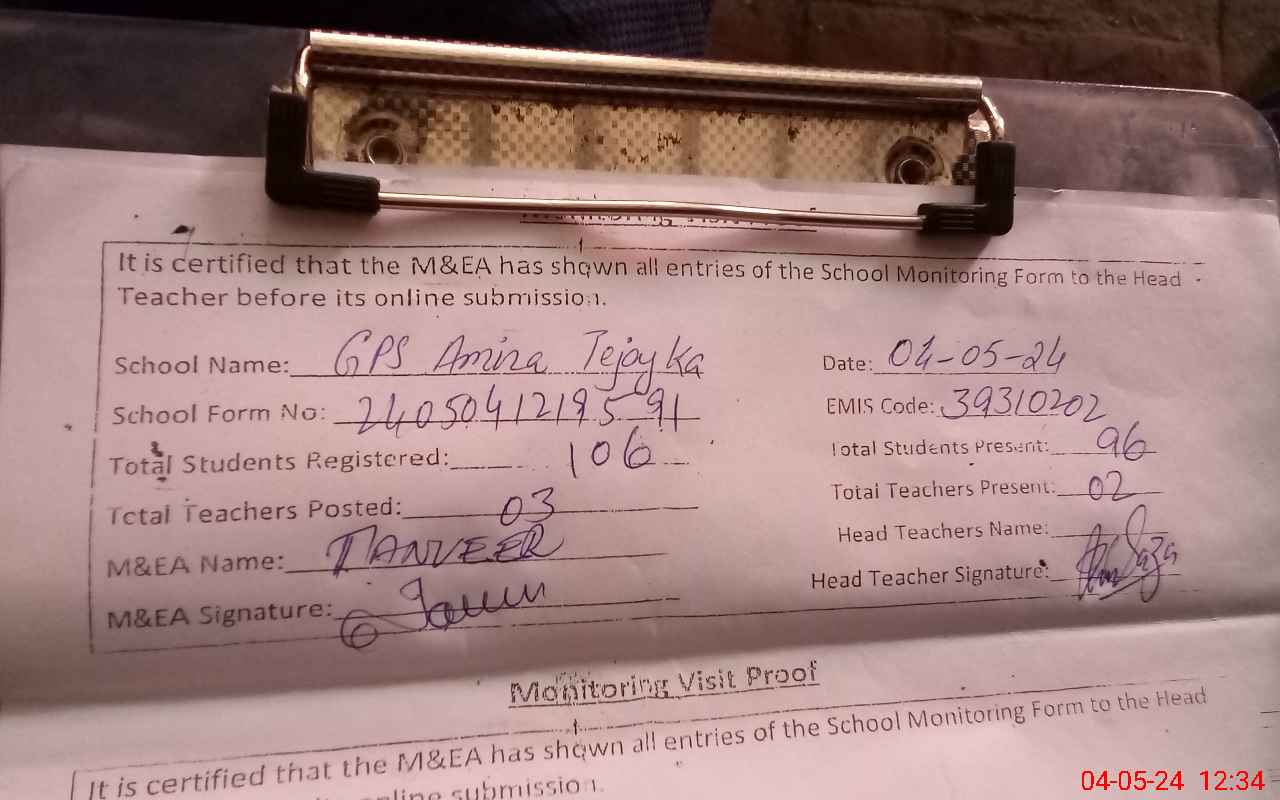 It is certified that the M&EA has shown all entries of the School Monitoring Form to the Head
Teacher before its online submission.
School Name: GPS Amina Tejay Ka Date: 04-05-24
School Form No: 2405041219591 EMIS Code: 39310202
Total Students Registered: 106 Total Students Present: 96
Total Teachers Posted: 03 Total Teachers Present: 02
M&EA Name: TANVEER Head Teachers Name:
M&EA Signature: Head Teacher Signature:
Monitoring Visit Proof
It is certified that the M&EA has shown all entries of the School Monitoring Form to the Head
online submission.
04-05-24 12:34